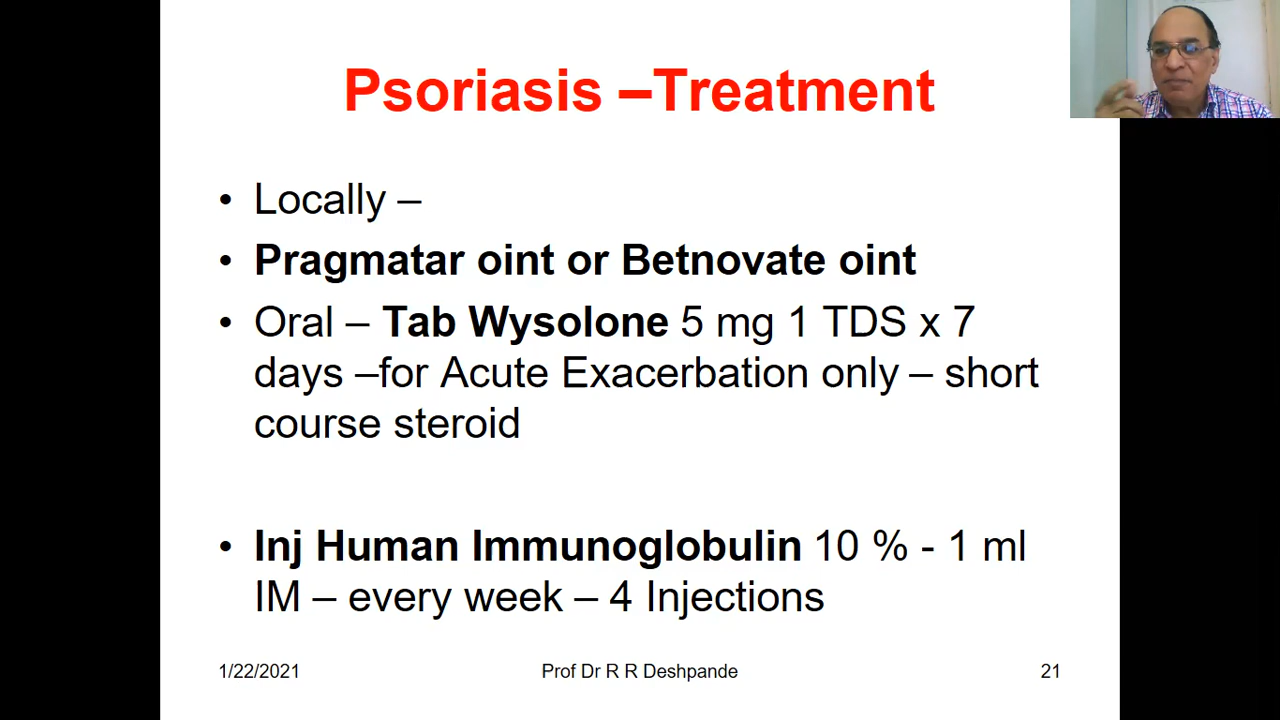 Psoriasis –Treatment
• Locally –
• Pragmatar oint or Betnovate oint
• Oral – Tab Wysolone 5 mg 1 TDS x 7
days –for Acute Exacerbation only – short
course steroid
• Inj Human Immunoglobulin 10 % - 1 ml
IM – every week – 4 Injections
1/22/2021 Prof Dr R R Deshpande 21